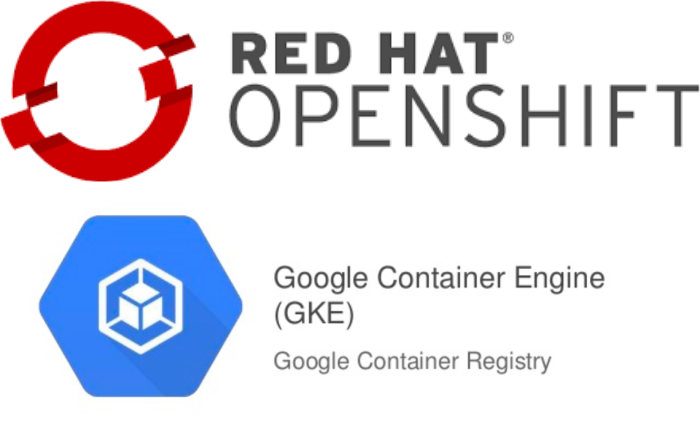 RED HAT®
OPENSHIFT
Google Container Engine
(GKE)
Google Container Registry